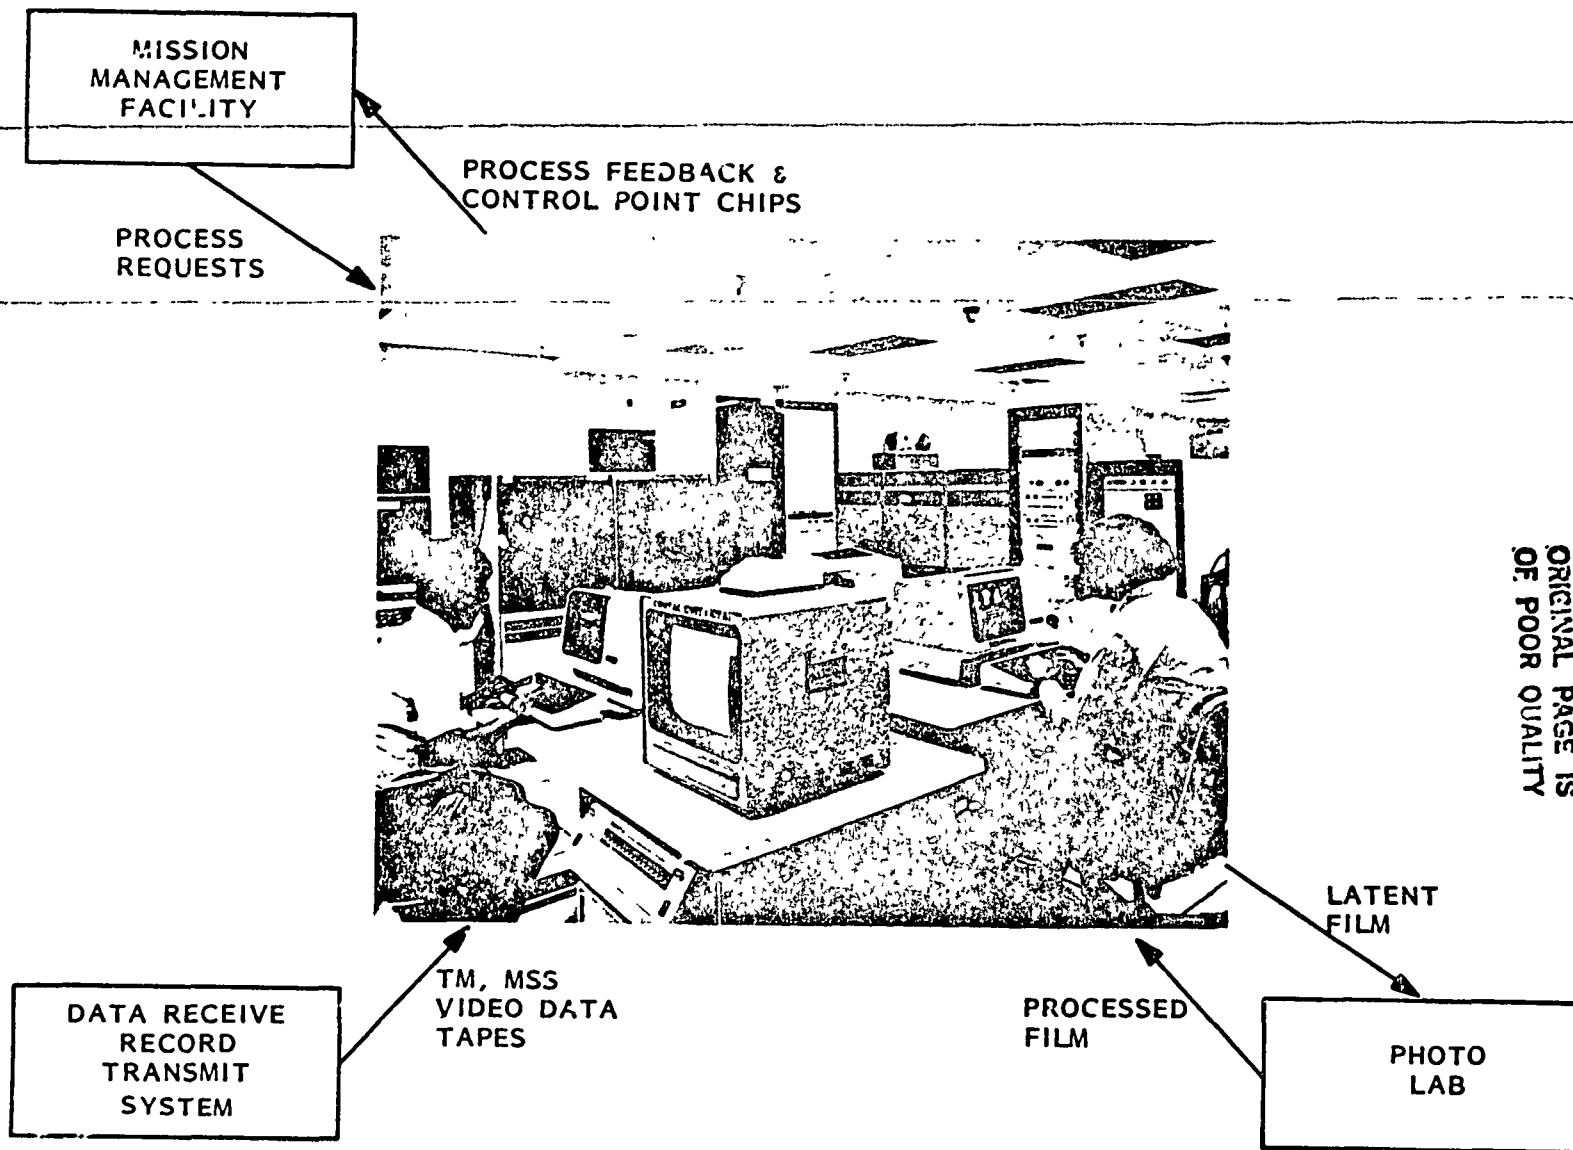 MISSION
MANAGEMENT
FACILITY
PROCESS FEEDBACK &
CONTROL POINT CHIPS
PROCESS
REQUESTS
ORIGINAL PAGE IS
OF POOR QUALITY
LATENT
FILM
TM, MSS
VIDEO DATA
TAPES
PROCESSED
FILM
DATA RECEIVE
RECORD
TRANSMIT
SYSTEM
PHOTO
LAB